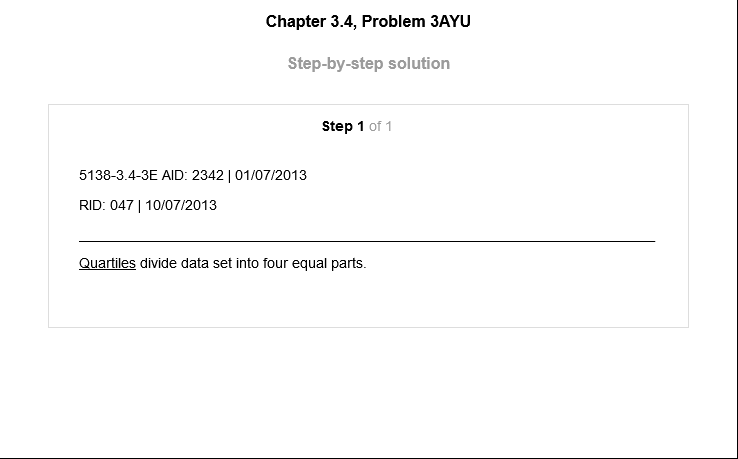 Chapter 3.4, Problem 3AYU
Step-by-step solution
Step 1 of 1
5138-3.4-3E AID: 2342 | 01/07/2013
RID: 047 | 10/07/2013
Quartiles divide data set into four equal parts.